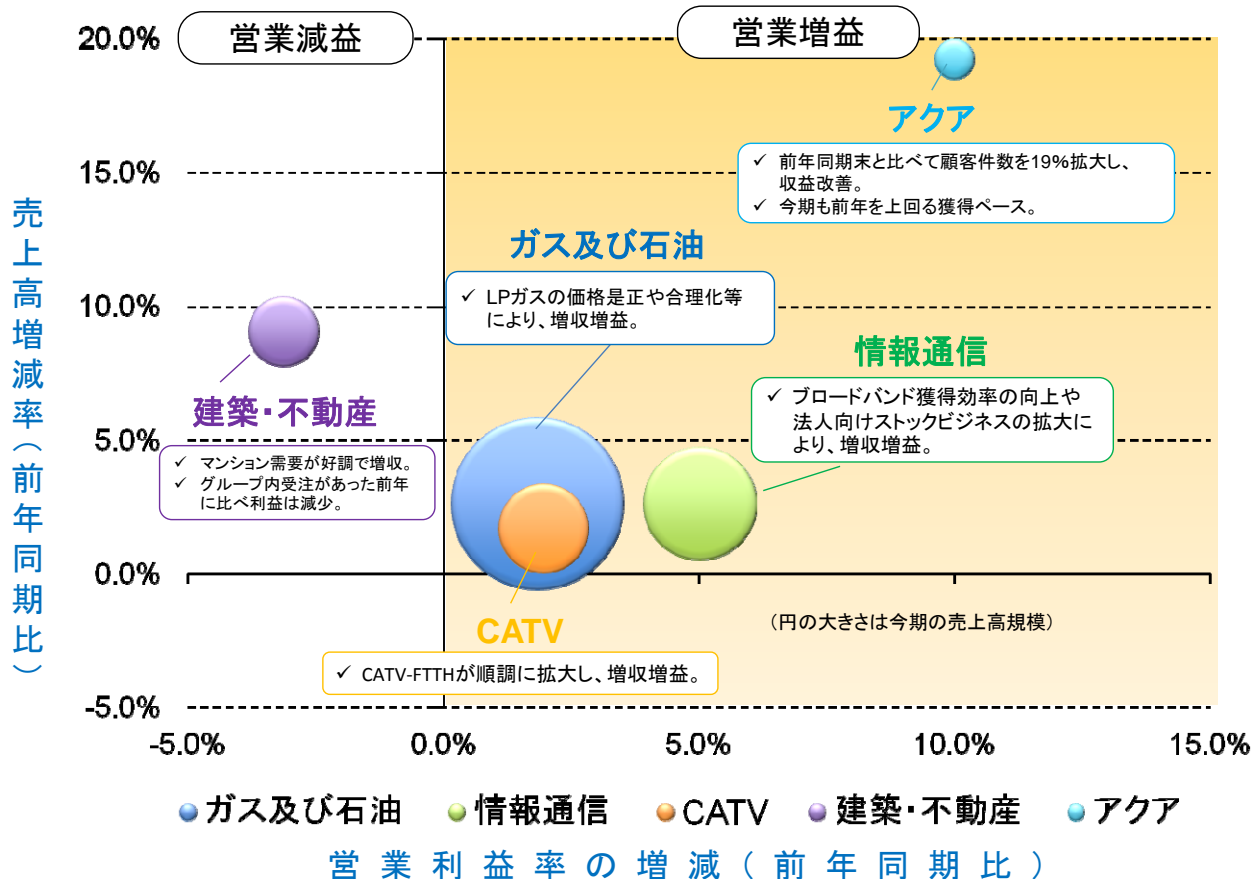 営業減益
営業増益
20.0%
15.0%
10.0%
5.0%
0.0%
-5.0%
売上高増減率（前年同期比）
アクア
✓ 前年同期末と比べて顧客件数を19%拡大し、
収益改善。
✓ 今期も前年を上回る獲得ペース。
ガス及び石油
✓ LPガスの価格是正や合理化等
により、増収増益。
情報通信
✓ ブロードバンド獲得効率の向上や
法人向けストックビジネスの拡大に
より、増収増益。
建築・不動産
✓ マンション需要が好調で増収。
✓ グループ内受注があった前年
に比べ利益は減少。
（円の大きさは今期の売上高規模）
CATV
✓ CATV-FTTHが順調に拡大し、増収増益。
-5.0% 0.0% 5.0% 10.0% 15.0%
ガス及び石油 情報通信 CATV 建築・不動産 アクア
営業利益率の増減（前年同期比）